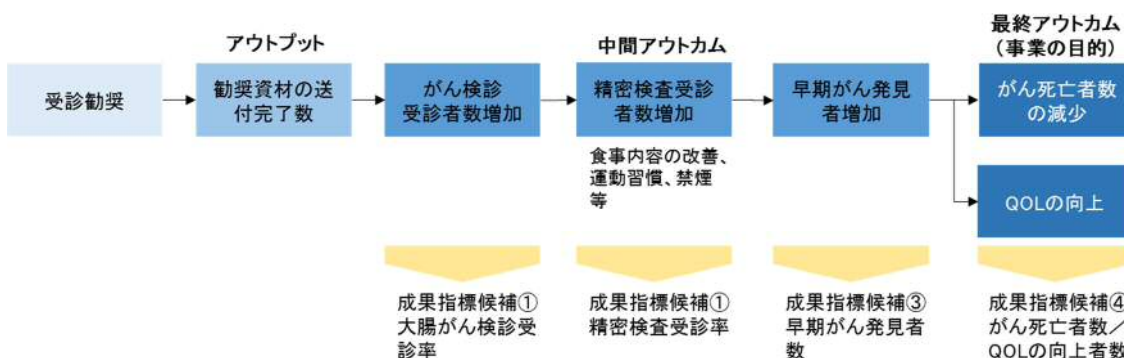 アウトプット
中間アウトカム
最終アウトカム
(事業の目的)
受診勧奨
勧奨資材の送
付完了数
がん検診
受診者数増加
精密検査受診
者数増加
早期がん発見
者増加
がん死亡者数
の減少
食事内容の改善、
運動習慣、禁煙
等
QOLの向上
成果指標候補①
大腸がん検診受
診率
成果指標候補①
精密検査受診率
成果指標候補③
早期がん発見者
数
成果指標候補④
がん死亡者数/
QOLの向上者数